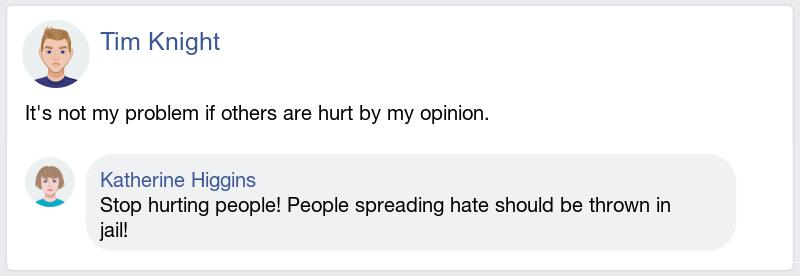 Tim Knight
It's not my problem if others are hurt by my opinion.
Katherine Higgins
Stop hurting people! People spreading hate should be thrown in
jail!